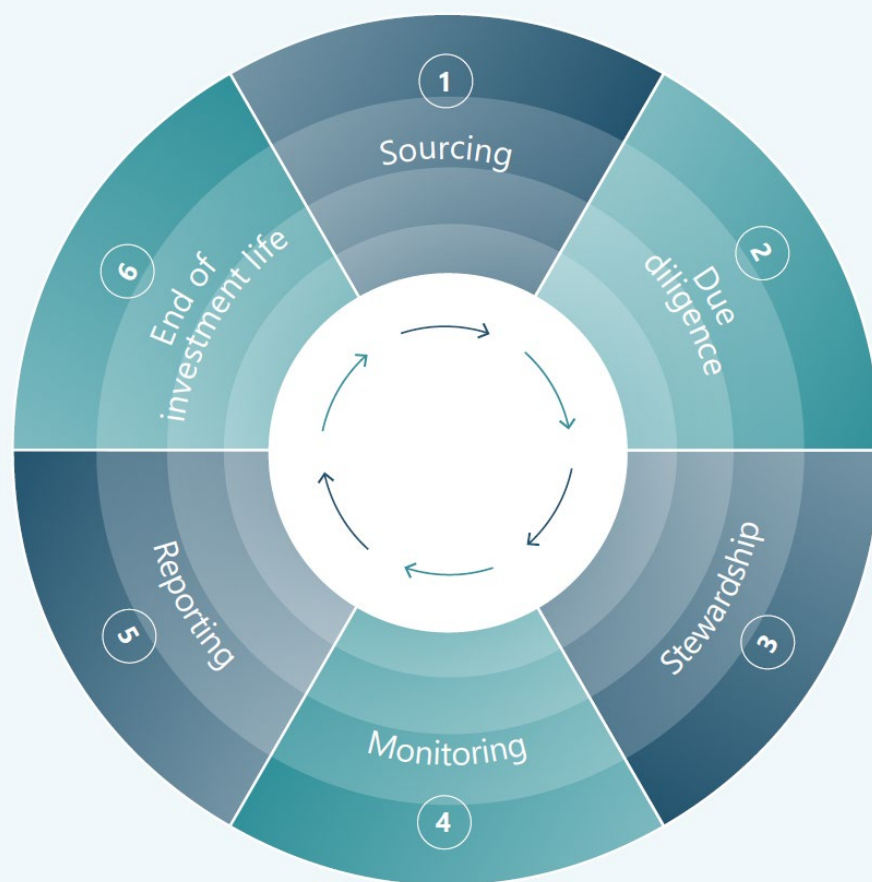 1
Sourcing
2
Due
diligence
3
Stewardship
4
Monitoring
5
Reporting
6
End of
investment life